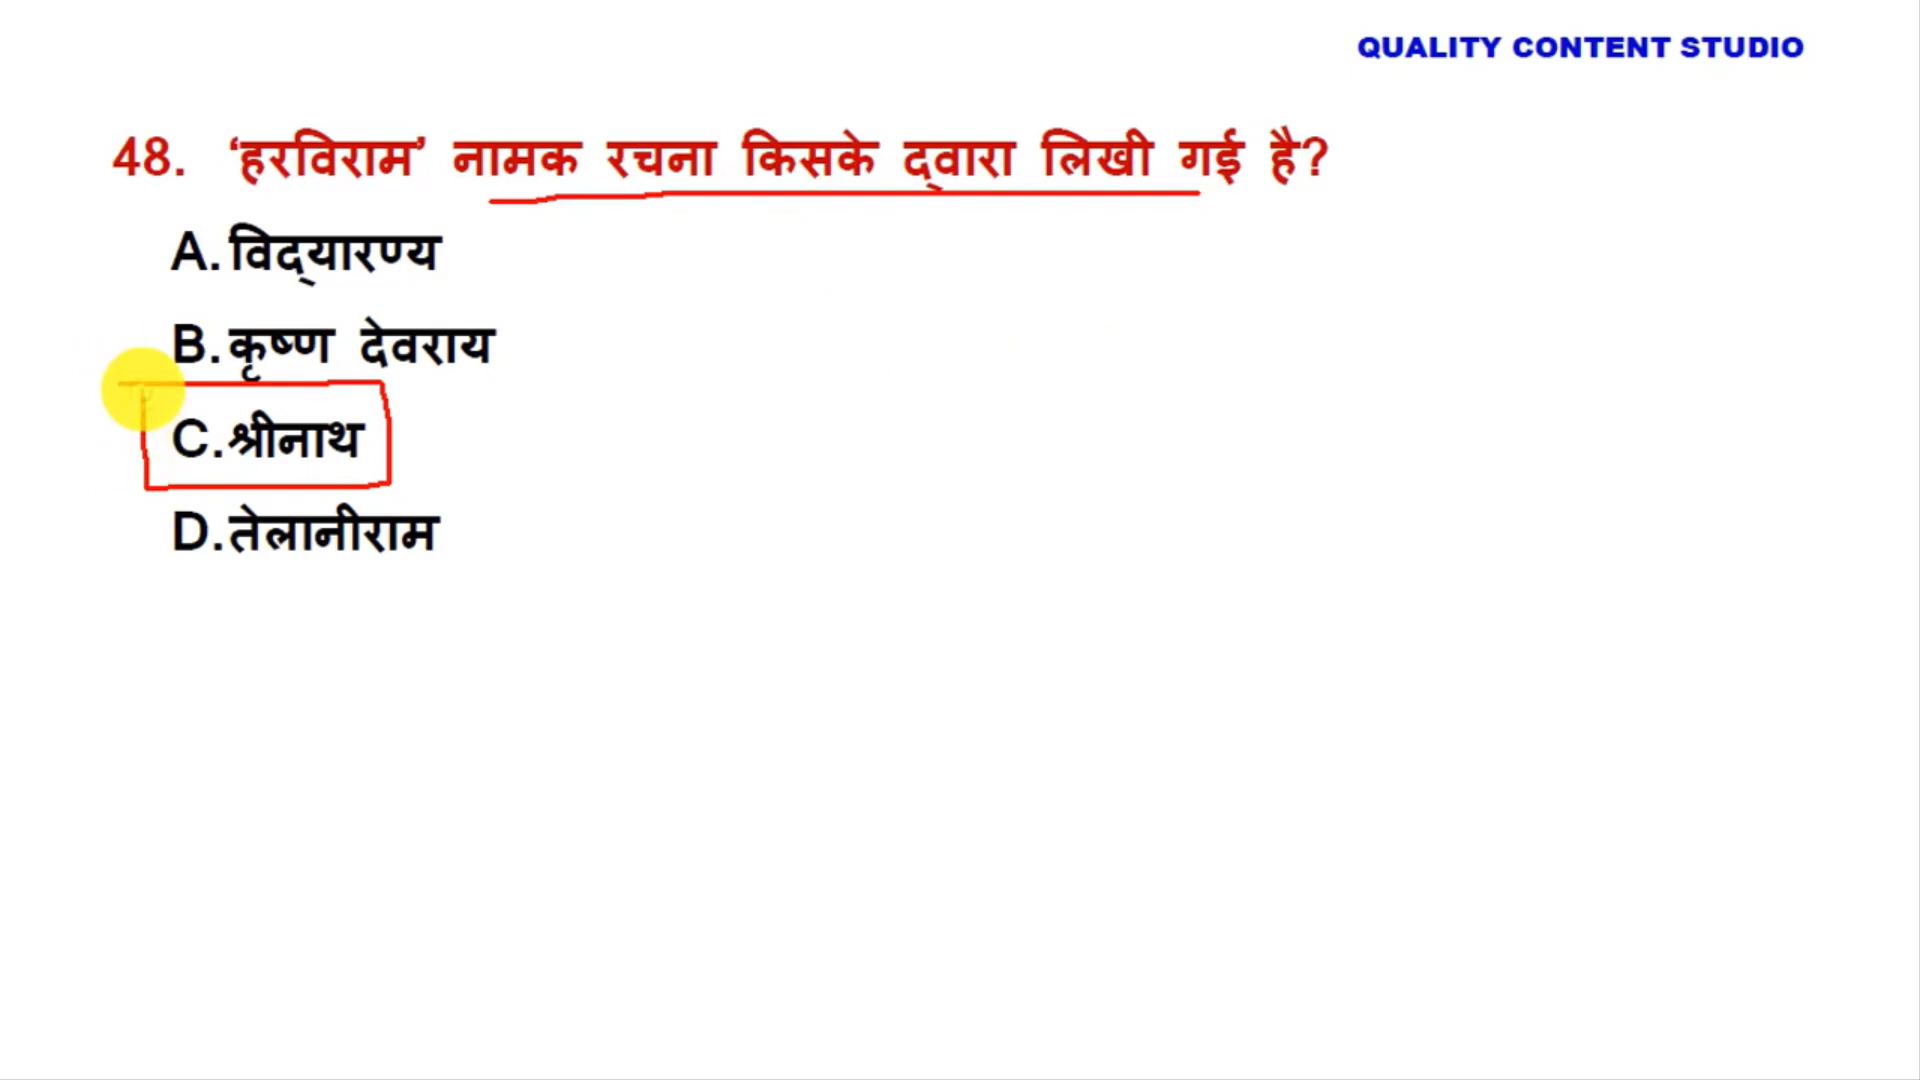 QUALITY CONTENT STUDIO
48. ‘हरविराम’ नामक रचना किसके द्वारा लिखी गई है?
A. विद्यारण्य
B. कृष्ण देवराय
C. श्रीनाथ
D. तेलानीराम